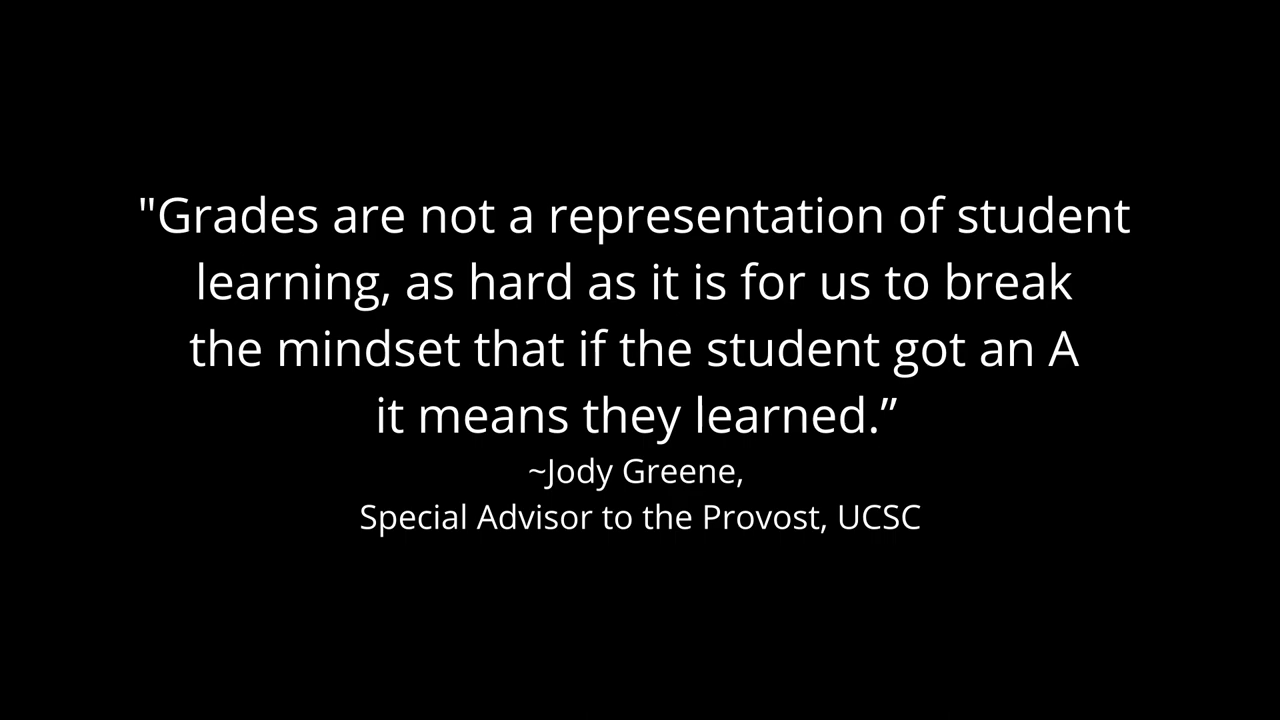 "Grades are not a representation of student
learning, as hard as it is for us to break
the mindset that if the student got an A
it means they learned.”
~Jody Greene,
Special Advisor to the Provost, UCSC